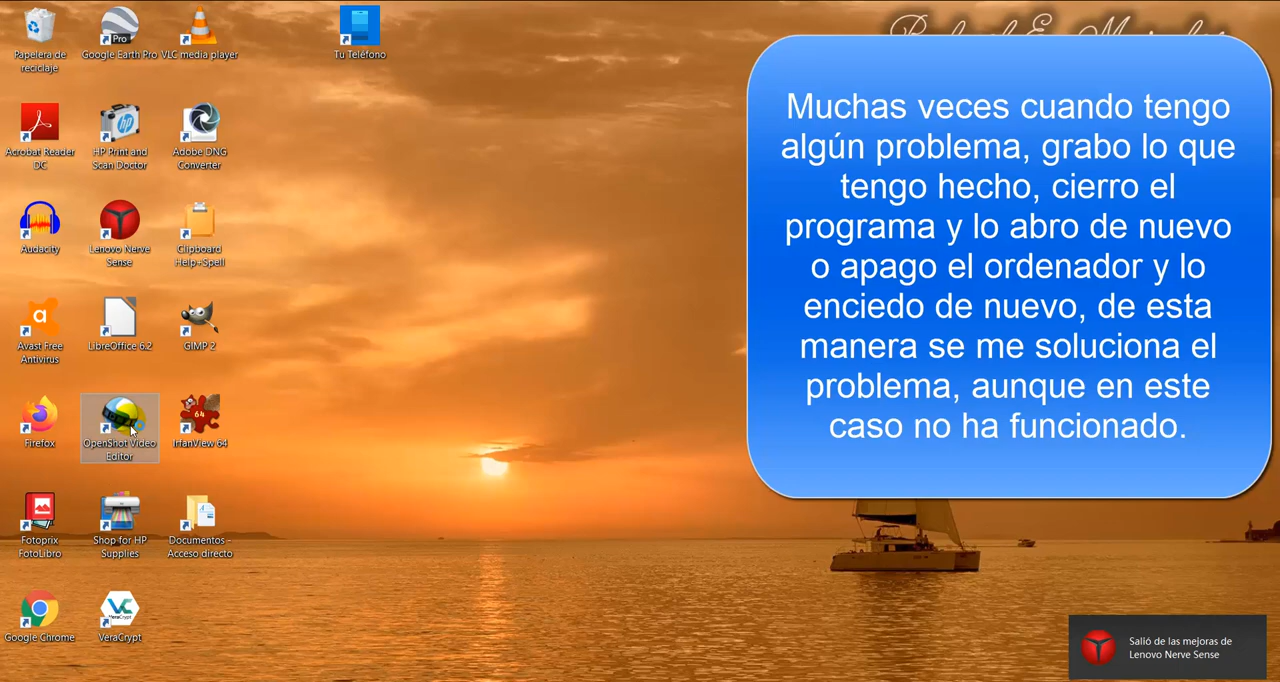 Papelera de
reciclaje
Google Earth Pro
VLC media player
Tu Teléfono
Acrobat Reader
DC
HP Print and
Scan Doctor
Adobe DNG
Converter
Audacity
Lenovo Nerve
Sense
Clipboard
Help+Spell
Avast Free
Antivirus
LibreOffice 6.2
GIMP 2
Firefox
OpenShot Video
Editor
IrfanView 64
Fotoprix
FotoLibro
Shop for HP
Supplies
Documentos -
Acceso directo
Google Chrome
VeraCrypt
Muchas veces cuando tengo
algún problema, grabo lo que
tengo hecho, cierro el
programa y lo abro de nuevo
o apago el ordenador y lo
enciedo de nuevo, de esta
manera se me soluciona el
problema, aunque en este
caso no ha funcionado.
Salió de las mejoras de
Lenovo Nerve Sense